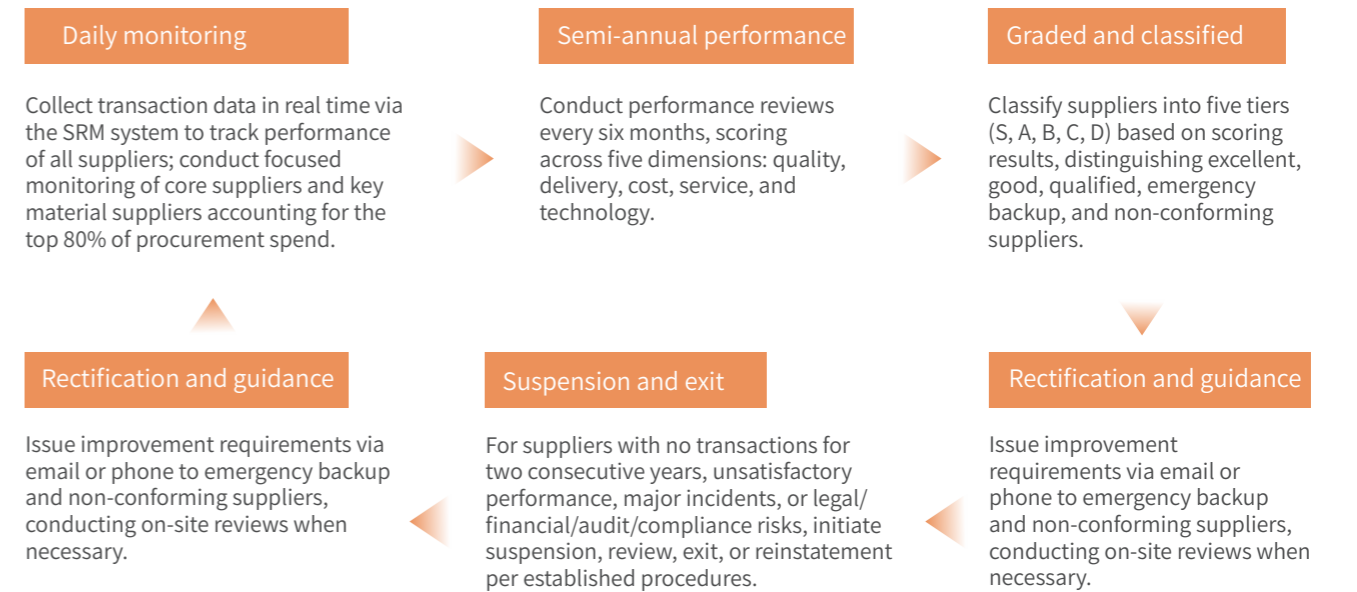 Daily monitoring
Collect transaction data in real time via
the SRM system to track performance
of all suppliers; conduct focused
monitoring of core suppliers and key
material suppliers accounting for the
top 80% of procurement spend.
Semi-annual performance
Conduct performance reviews
every six months, scoring
across five dimensions: quality,
delivery, cost, service, and
technology.
Graded and classified
Classify suppliers into five tiers
(S, A, B, C, D) based on scoring
results, distinguishing excellent,
good, qualified, emergency
backup, and non-conforming
suppliers.
Rectification and guidance
Issue improvement
requirements via email or
phone to emergency backup
and non-conforming suppliers,
conducting on-site reviews when
necessary.
Suspension and exit
For suppliers with no transactions for
two consecutive years, unsatisfactory
performance, major incidents, or legal/
financial/audit/compliance risks, initiate
suspension, review, exit, or reinstatement
per established procedures.
Rectification and guidance
Issue improvement requirements via
email or phone to emergency backup
and non-conforming suppliers,
conducting on-site reviews when
necessary.